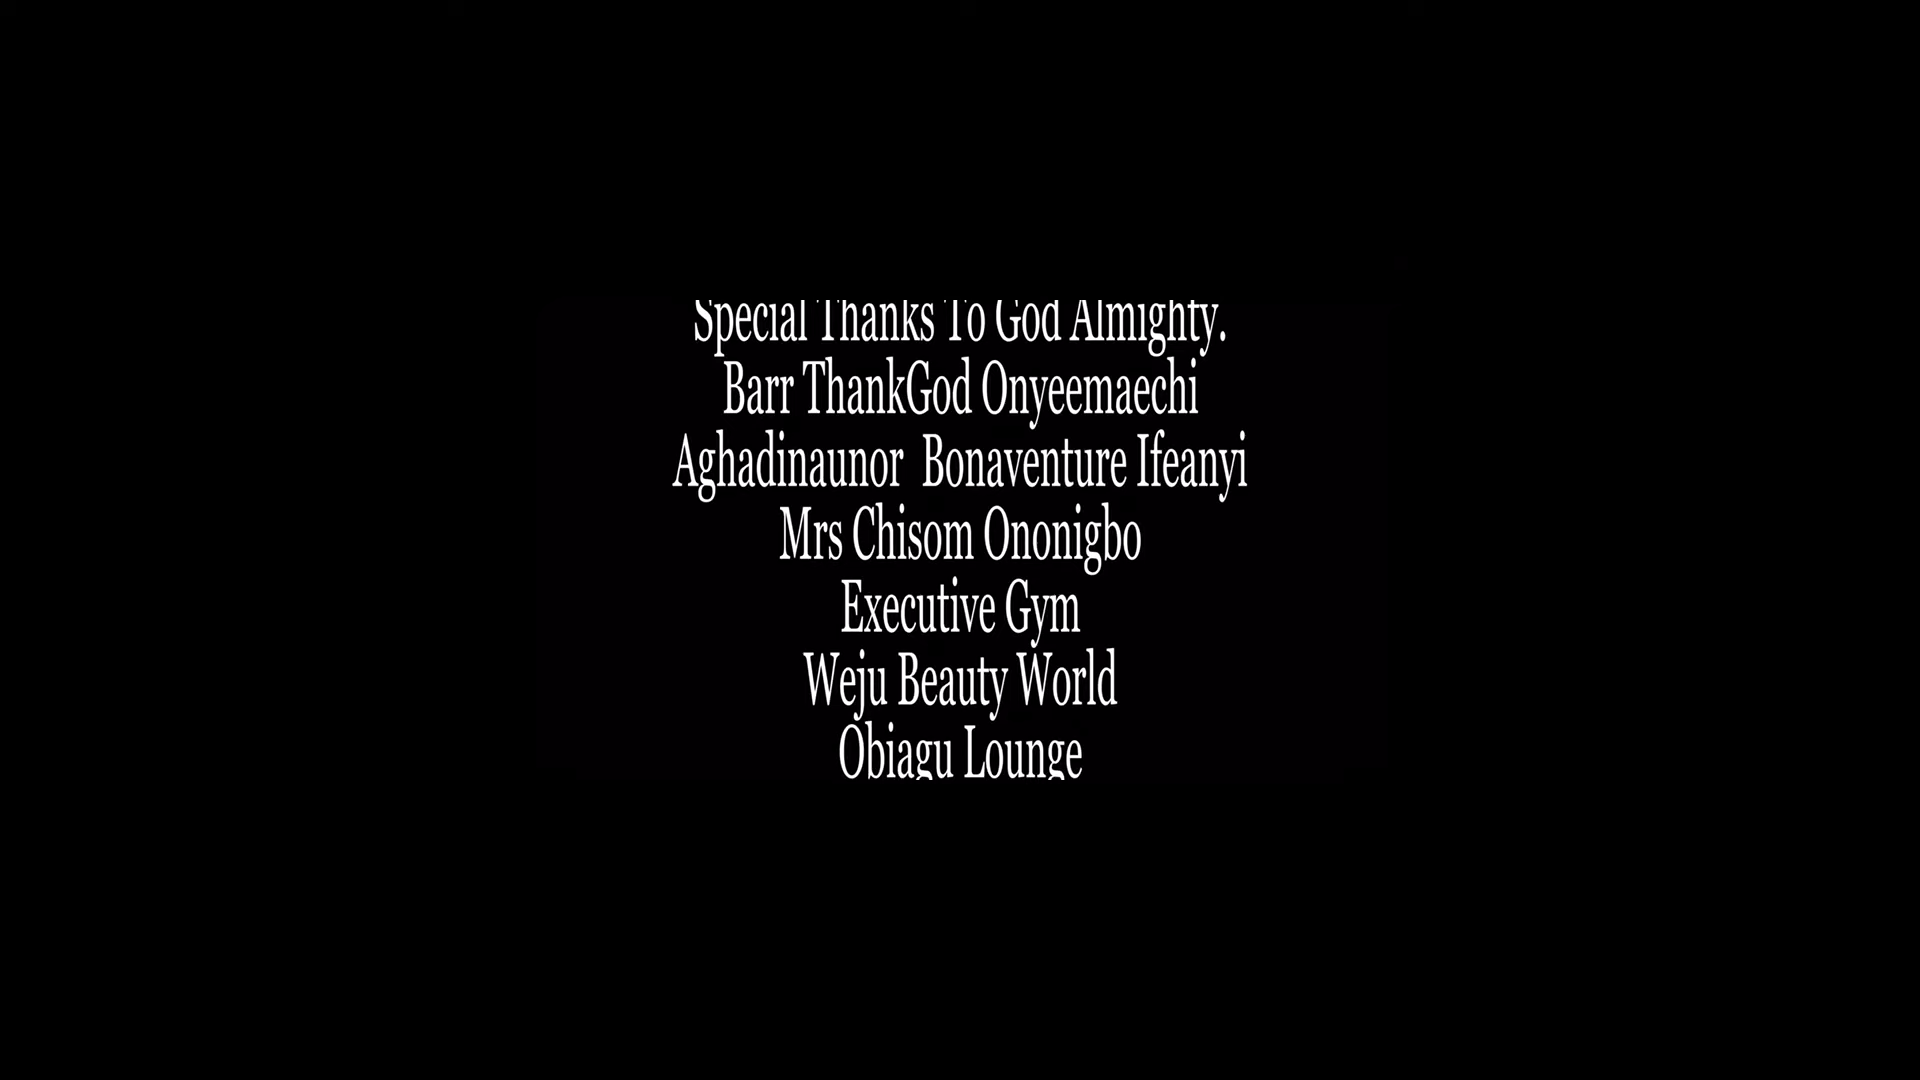 Special Thanks To God Almighty.
Barr ThankGod Onyeemaechi
Aghadinaunor  Bonaventure Ifeanyi
Mrs Chisom Ononigbo
Executive Gym
Weju Beauty World
Obiagu Lounge